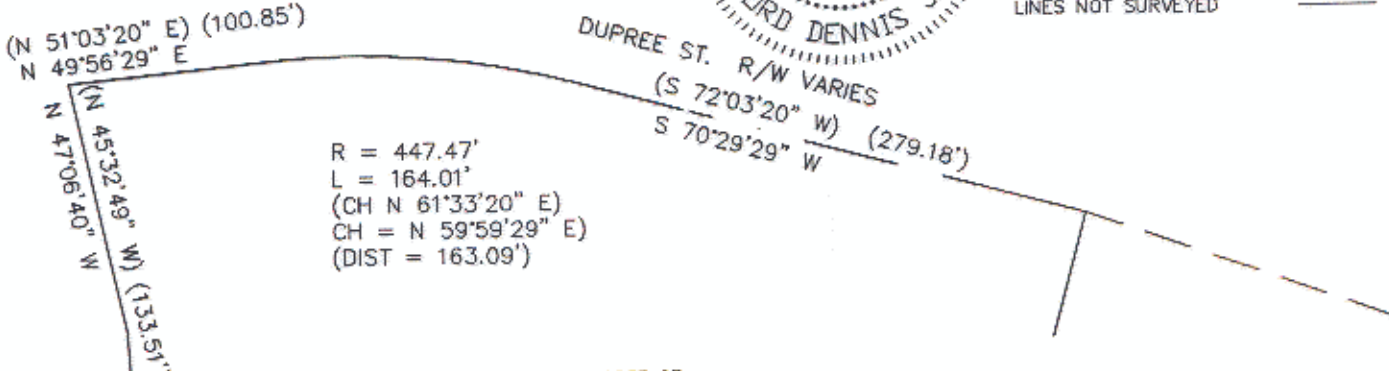 LINES NOT SURVEYED
DENNIS
(N 51°03'20" E) (100.85')
N 49°56'29" E
DUPREE ST. R/W VARIES
(S 72°03'20" W) (279.18')
S 70°29'29" W
(N 45°32'49" W) (133.51')
N 47°06'40" W
R = 447.47'
L = 164.01'
(CH N 61°33'20" E)
CH = N 59°59'29" E)
(DIST = 163.09')